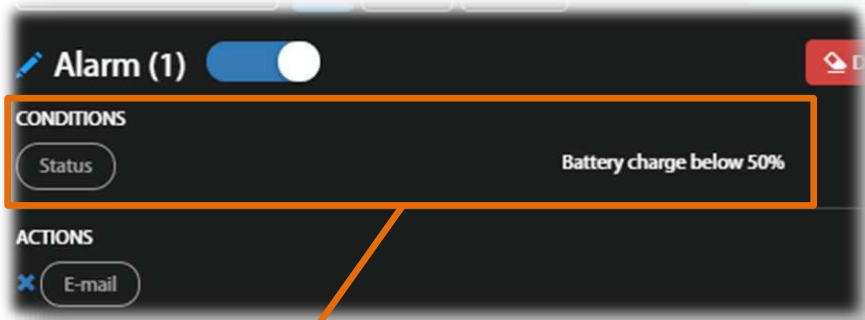 Alarm (1)
D
CONDITIONS
Status
Battery charge below 50%
ACTIONS
E-mail